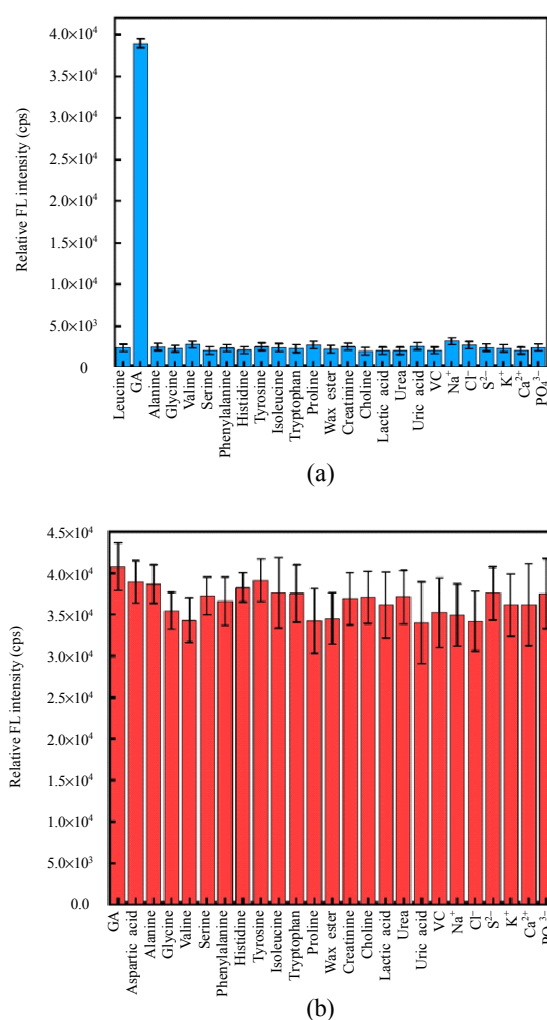 Relative FL intensity (cps)
4.0×10⁴
3.5×10⁴
3.0×10⁴
2.5×10⁴
2.0×10⁴
1.5×10⁴
1.0×10⁴
5.0×10³
0
Leucine
GA
Alanine
Glycine
Valine
Serine
Phenylalanine
Histidine
Tyrosine
Isoleucine
Tryptophan
Proline
Wax ester
Creatinine
Choline
Lactic acid
Urea
Uric acid
VC
Na⁺
Cl⁻
S²⁻
K⁺
Ca²⁺
PO₄³⁻
(a)
Relative FL intensity (cps)
4.5×10⁴
4.0×10⁴
3.5×10⁴
3.0×10⁴
2.5×10⁴
2.0×10⁴
1.5×10⁴
1.0×10⁴
5.0×10³
0.0
GA
Aspartic acid
Alanine
Glycine
Valine
Serine
Phenylalanine
Histidine
Tyrosine
Isoleucine
Tryptophan
Proline
Wax ester
Creatinine
Choline
Lactic acid
Urea
Uric acid
VC
Na⁺
Cl⁻
S²⁻
K⁺
Ca²⁺
PO₄³⁻
(b)